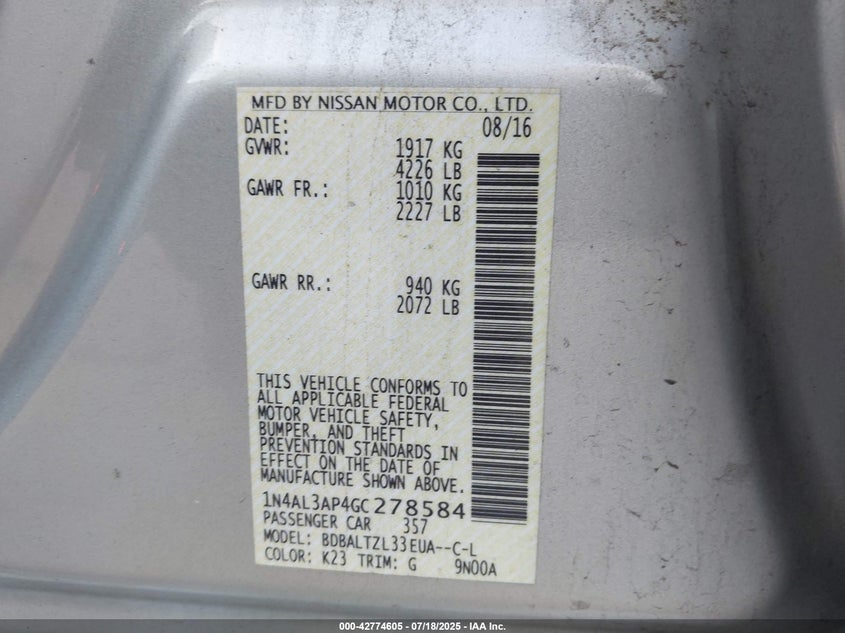 MFD BY NISSAN MOTOR CO., LTD.
DATE: 08/16
GVWR: 1917 KG
4226 LB
GAWR FR.: 1010 KG
2227 LB
GAWR RR.: 940 KG
2072 LB
THIS VEHICLE CONFORMS TO
ALL APPLICABLE FEDERAL
MOTOR VEHICLE SAFETY,
BUMPER, AND THEFT
PREVENTION STANDARDS IN
EFFECT ON THE DATE OF
MANUFACTURE SHOWN ABOVE.
1N4AL3AP4GC278584
PASSENGER CAR 357
MODEL: BDBALTZL33EUA--C-L
COLOR: K23 TRIM: G 9N00A
000-42774605 - 07/18/2025 - IAA Inc.